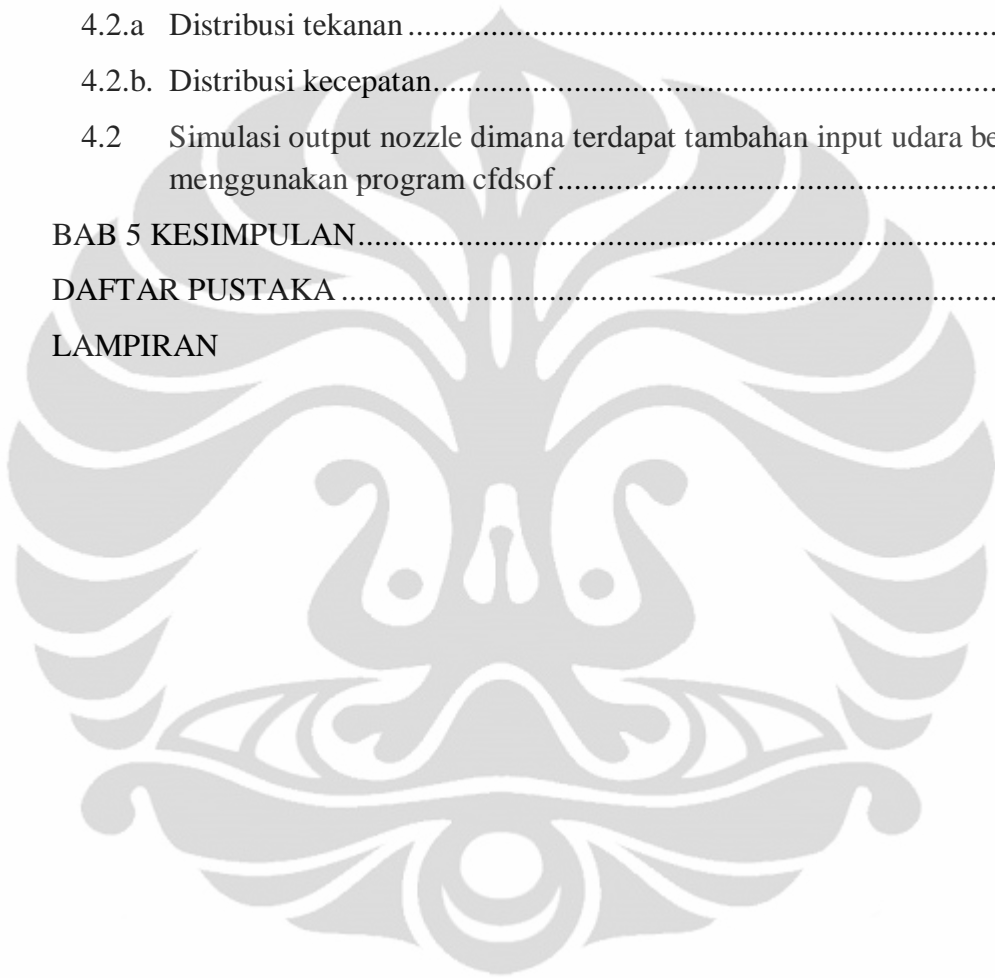 4.2.a Distribusi tekanan ..........................................................................
4.2.b. Distribusi kecepatan.......................................................................
4.2 Simulasi output nozzle dimana terdapat tambahan input udara
menggunakan program cfdsof.......................................................
BAB 5 KESIMPULAN................................................................................
DAFTAR PUSTAKA ..................................................................................
LAMPIRAN